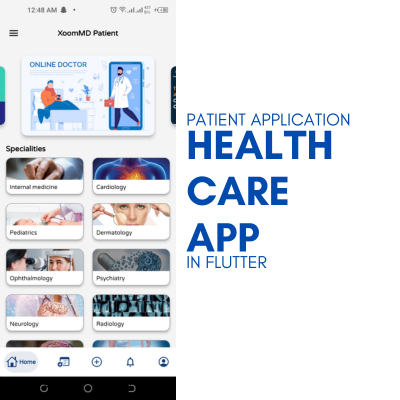 12:48 AM
XoomMD Patient
ONLINE DOCTOR
Specialities
Internal medicine
Cardiology
Pediatrics
Dermatology
Ophthalmology
Psychiatry
Neurology
Radiology
Home
PATIENT APPLICATION
HEALTH
CARE
APP
IN FLUTTER